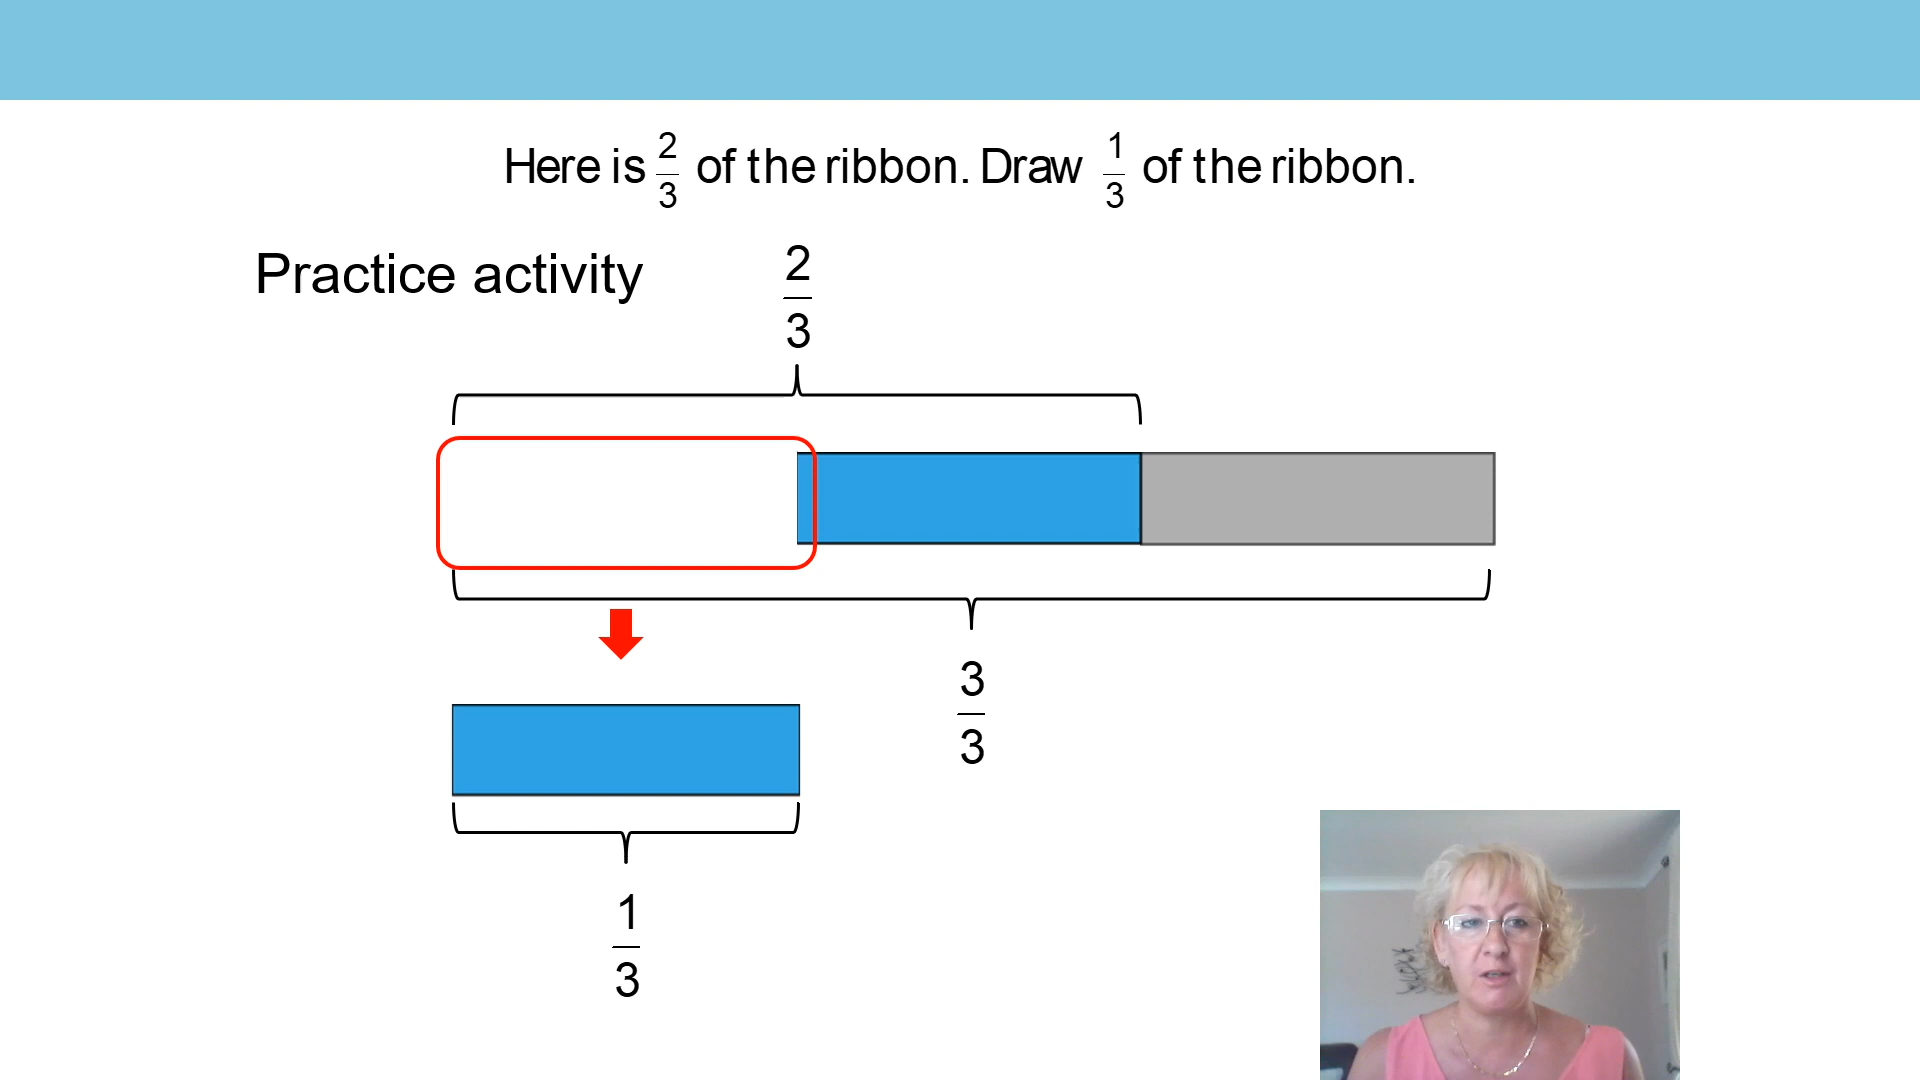 Here is 2/3 of the ribbon. Draw 1/3 of the ribbon.
Practice activity
2/3
3/3
1/3